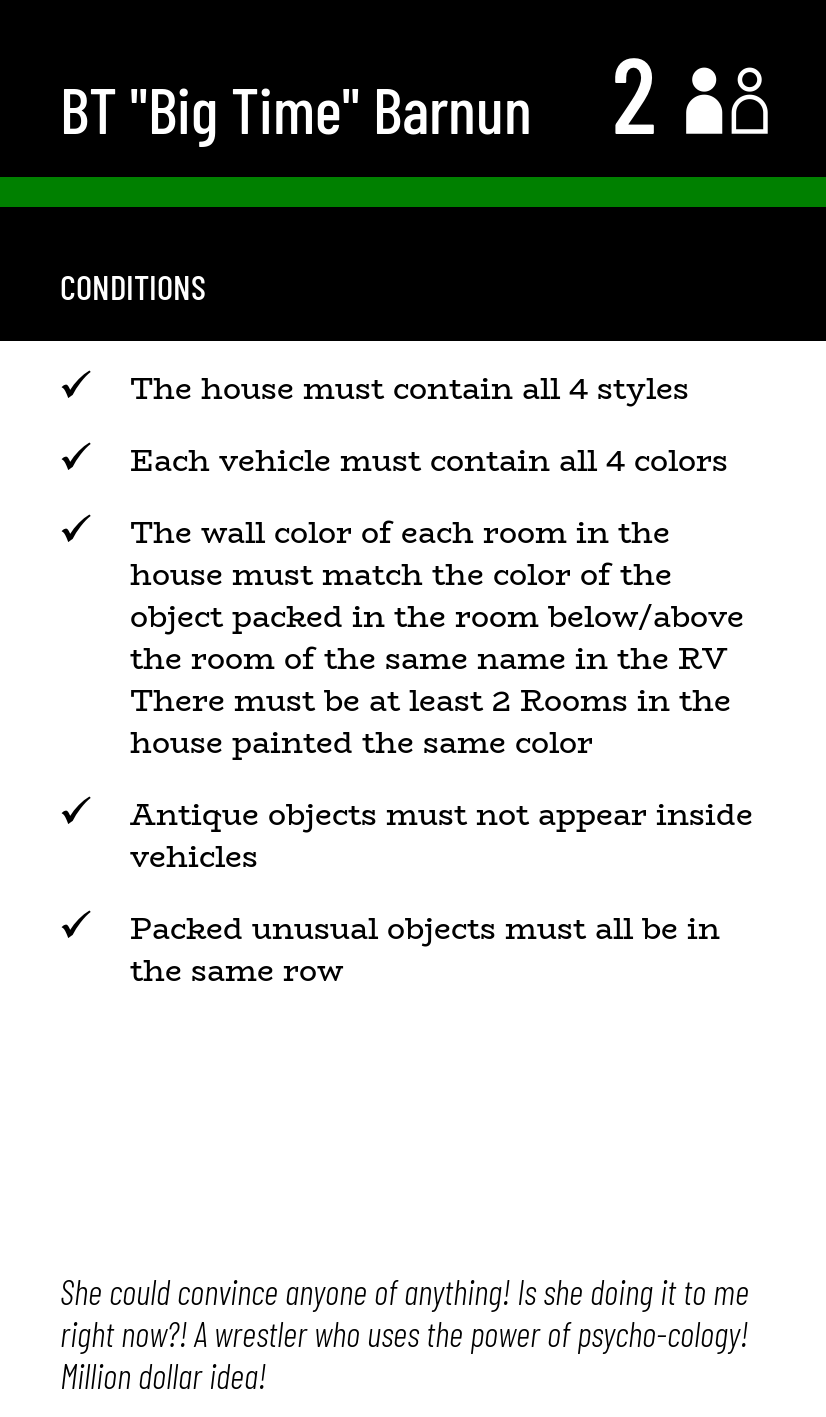 BT "Big Time" Barnun 2
CONDITIONS
✓ The house must contain all 4 styles
✓ Each vehicle must contain all 4 colors
✓ The wall color of each room in the
house must match the color of the
object packed in the room below/above
the room of the same name in the RV
There must be at least 2 Rooms in the
house painted the same color
✓ Antique objects must not appear inside
vehicles
✓ Packed unusual objects must all be in
the same row
She could convince anyone of anything! Is she doing it to me
right now?! A wrestler who uses the power of psycho-cology!
Million dollar idea!